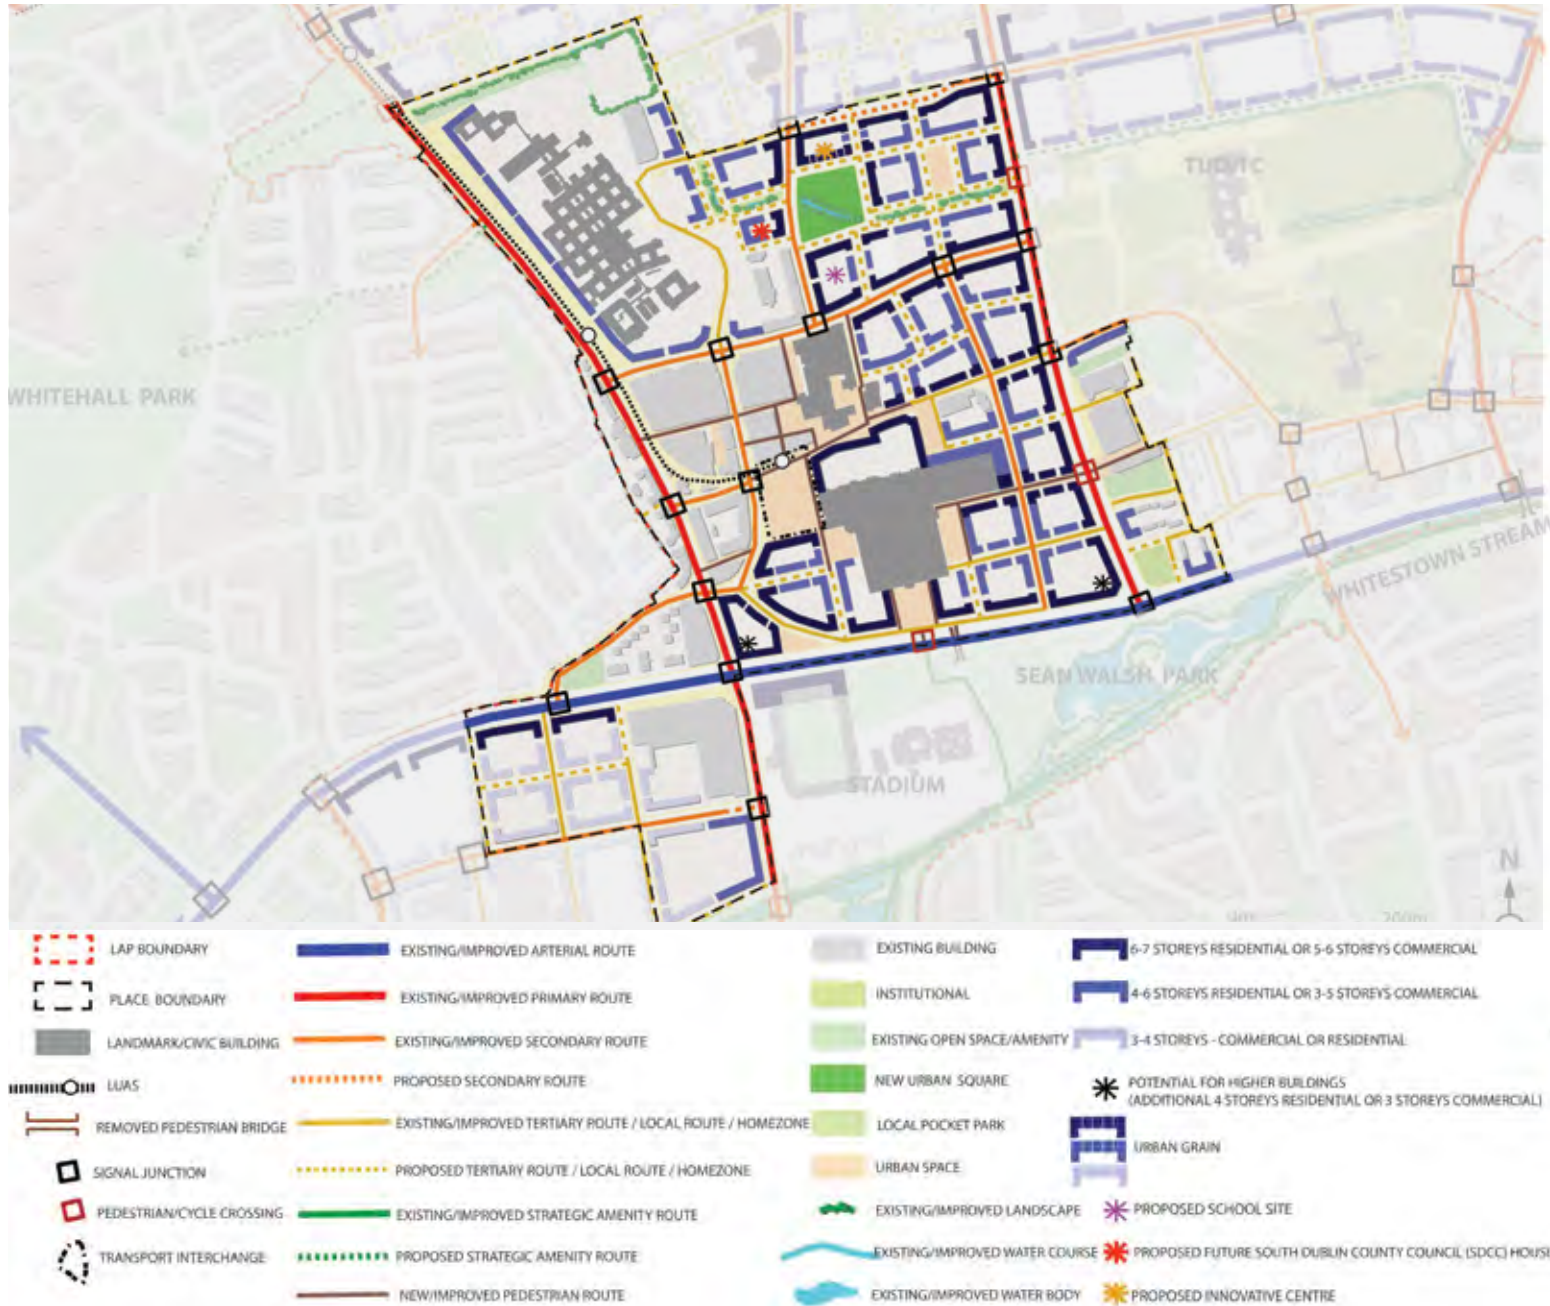 TUD/TC
WHITEHALL PARK
WHITESTOWN STREAM
SEAN WALSH PARK
STADIUM
N
0m
200m
LAP BOUNDARY
PLACE BOUNDARY
LANDMARK/CIVIC BUILDING
LUAS
REMOVED PEDESTRIAN BRIDGE
SIGNAL JUNCTION
PEDESTRIAN/CYCLE CROSSING
TRANSPORT INTERCHANGE
EXISTING/IMPROVED ARTERIAL ROUTE
EXISTING/IMPROVED PRIMARY ROUTE
EXISTING/IMPROVED SECONDARY ROUTE
PROPOSED SECONDARY ROUTE
EXISTING/IMPROVED TERTIARY ROUTE / LOCAL ROUTE / HOMEZONE
PROPOSED TERTIARY ROUTE / LOCAL ROUTE / HOMEZONE
EXISTING/IMPROVED STRATEGIC AMENITY ROUTE
PROPOSED STRATEGIC AMENITY ROUTE
NEW/IMPROVED PEDESTRIAN ROUTE
EXISTING BUILDING
INSTITUTIONAL
EXISTING OPEN SPACE/AMENITY
NEW URBAN SQUARE
LOCAL POCKET PARK
URBAN SPACE
EXISTING/IMPROVED LANDSCAPE
EXISTING/IMPROVED WATER COURSE
EXISTING/IMPROVED WATER BODY
6-7 STOREYS RESIDENTIAL OR 5-6 STOREYS COMMERCIAL
4-6 STOREYS RESIDENTIAL OR 3-5 STOREYS COMMERCIAL
3-4 STOREYS - COMMERCIAL OR RESIDENTIAL
POTENTIAL FOR HIGHER BUILDINGS
(ADDITIONAL 4 STOREYS RESIDENTIAL OR 3 STOREYS COMMERCIAL)
URBAN GRAIN
PROPOSED SCHOOL SITE
PROPOSED FUTURE SOUTH DUBLIN COUNTY COUNCIL (SDCC) HOUSI
PROPOSED INNOVATIVE CENTRE